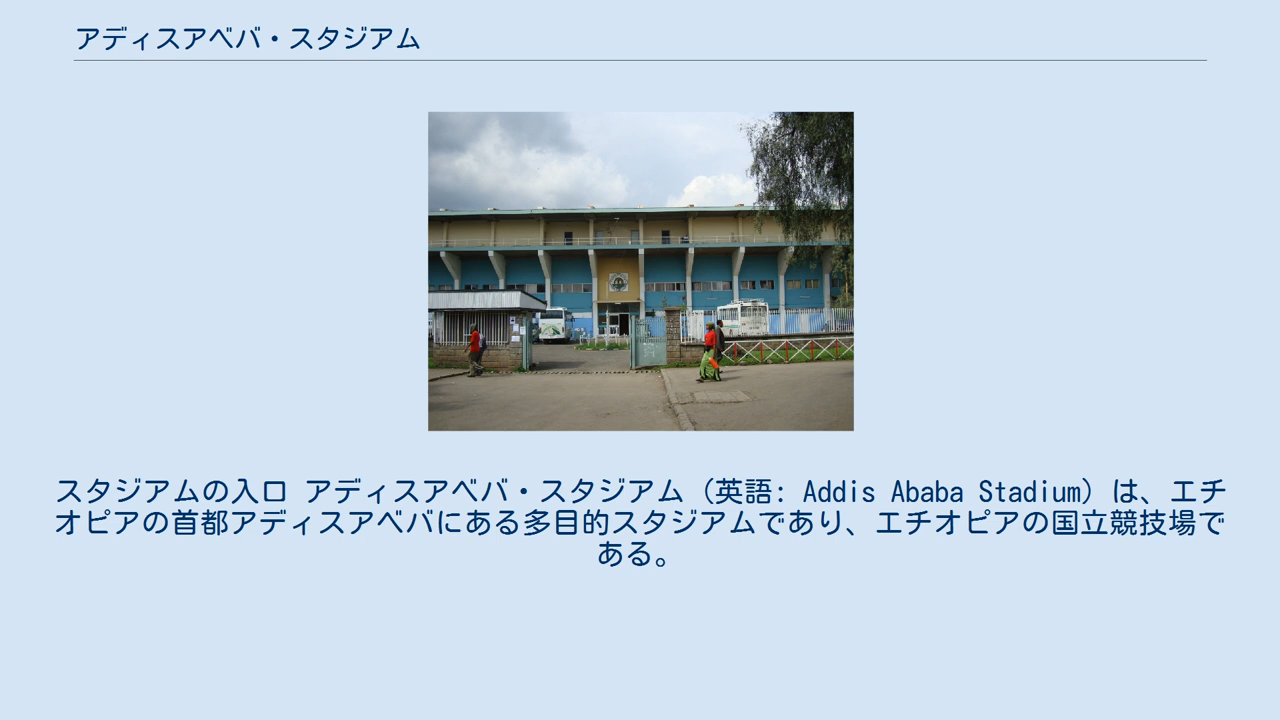 アディスアベバ・スタジアム
スタジアムの入口 アディスアベバ・スタジアム（英語: Addis Ababa Stadium）は、エチ
オピアの首都アディスアベバにある多目的スタジアムであり、エチオピアの国立競技場で
ある。